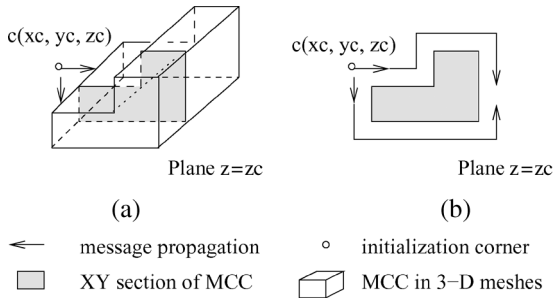 c(xc, yc, zc)
c(xc, yc, zc)
Plane z=zc
Plane z=zc
(a)
(b)
message propagation
initialization corner
XY section of MCC
MCC in 3-D meshes